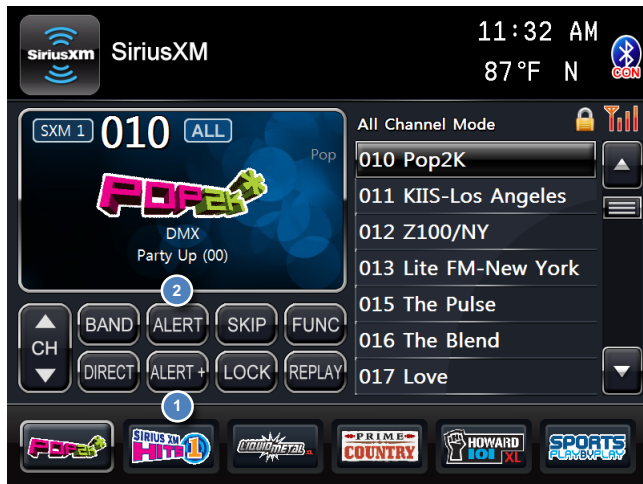 SiriusXM
SiriusXM
11:32 AM
87°F N
CON
SXM 1 010 ALL
Pop
POP2K
DMX
Party Up (00)
2
CH
BAND ALERT SKIP FUNC
DIRECT ALERT + LOCK REPLAY
1
All Channel Mode
010 Pop2K
011 KIIS-Los Angeles
012 Z100/NY
013 Lite FM-New York
015 The Pulse
016 The Blend
017 Love
POP2K
SIRIUS XM
HITS 1
LIQUID METAL
PRIME
COUNTRY
HOWARD
101 XL
SPORTS
PLAY BY PLAY